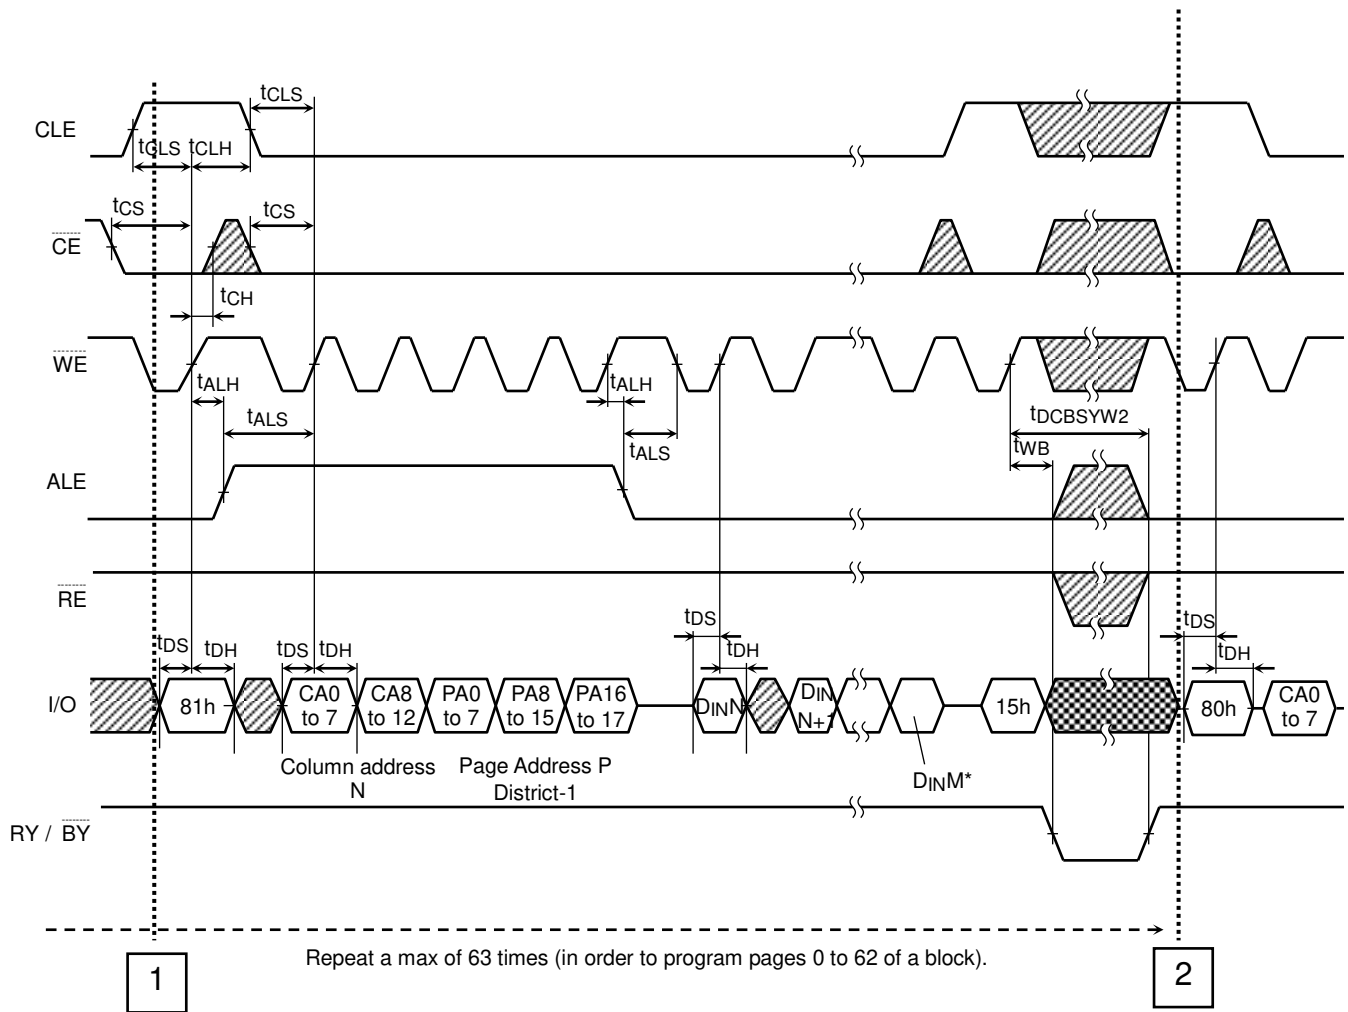 tCLS
CLE
tCLS tCLH
tCS
tCS
CE
tCH
WE
tALH
tALH
tALS
tDCBSYW2
tALS
tWB
ALE
RE
tDS
tDS
tDS
tDH
tDS
tDH
tDH
tDH
I/O
81h
CA0 to 7
CA8 to 12
PA0 to 7
PA8 to 15
PA16 to 17
DINN
DIN N+1
15h
80h
CA0 to 7
Column address
N
Page Address P
District-1
DINM*
RY / BY
Repeat a max of 63 times (in order to program pages 0 to 62 of a block).
1
2